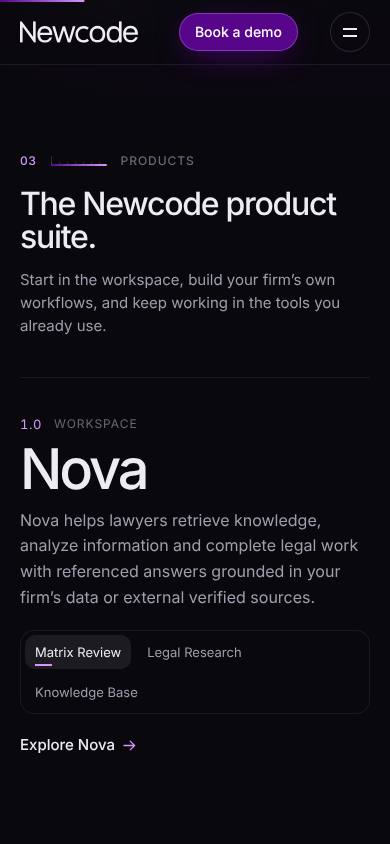 Newcode
Book a demo
03 PRODUCTS
The Newcode product
suite.
Start in the workspace, build your firm’s own
workflows, and keep working in the tools you
already use.
1.0 WORKSPACE
Nova
Nova helps lawyers retrieve knowledge,
analyze information and complete legal work
with referenced answers grounded in your
firm’s data or external verified sources.
Matrix Review Legal Research
Knowledge Base
Explore Nova →